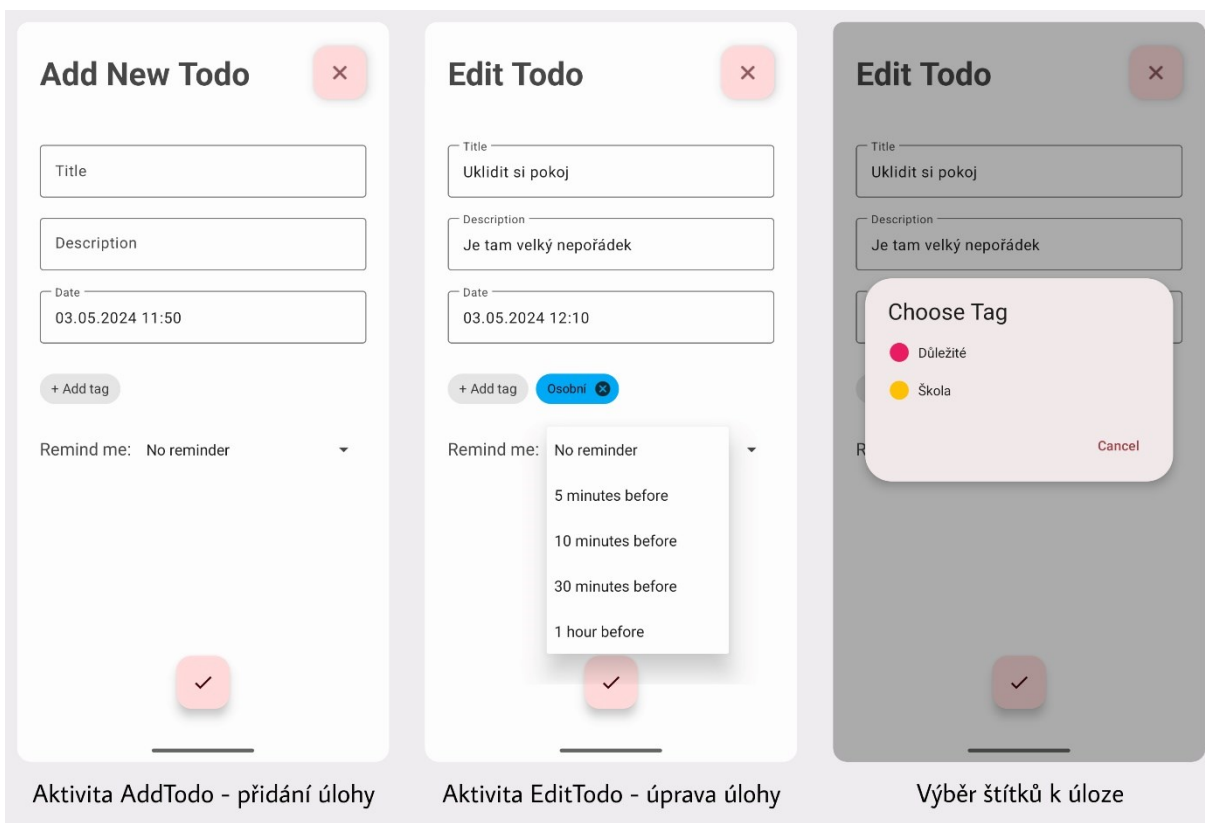 Add New Todo
Title
Description
Date
03.05.2024 11:50
+ Add tag
Remind me: No reminder
Aktivita AddTodo - přidání úlohy
Edit Todo
Title
Uklidit si pokoj
Description
Je tam velký nepořádek
Date
03.05.2024 12:10
+ Add tag Osobní
Remind me: No reminder
5 minutes before
10 minutes before
30 minutes before
1 hour before
Aktivita EditTodo - úprava úlohy
Edit Todo
Title
Uklidit si pokoj
Description
Je tam velký nepořádek
Choose Tag
Důležité
Škola
Cancel
R
Výběr štítků k úloze